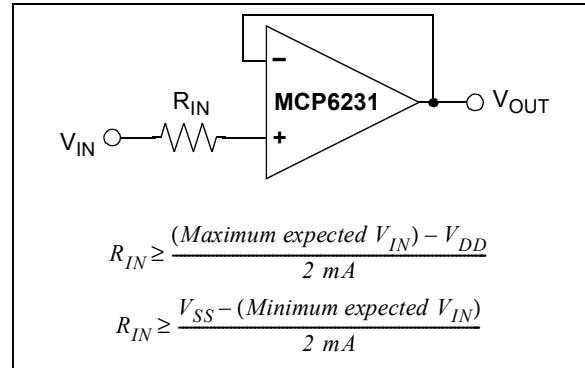 –
MCP6231
R_IN
V_IN
+
V_OUT
R_IN ≥ (Maximum expected V_IN) – V_DD / 2 mA
R_IN ≥ V_SS – (Minimum expected V_IN) / 2 mA